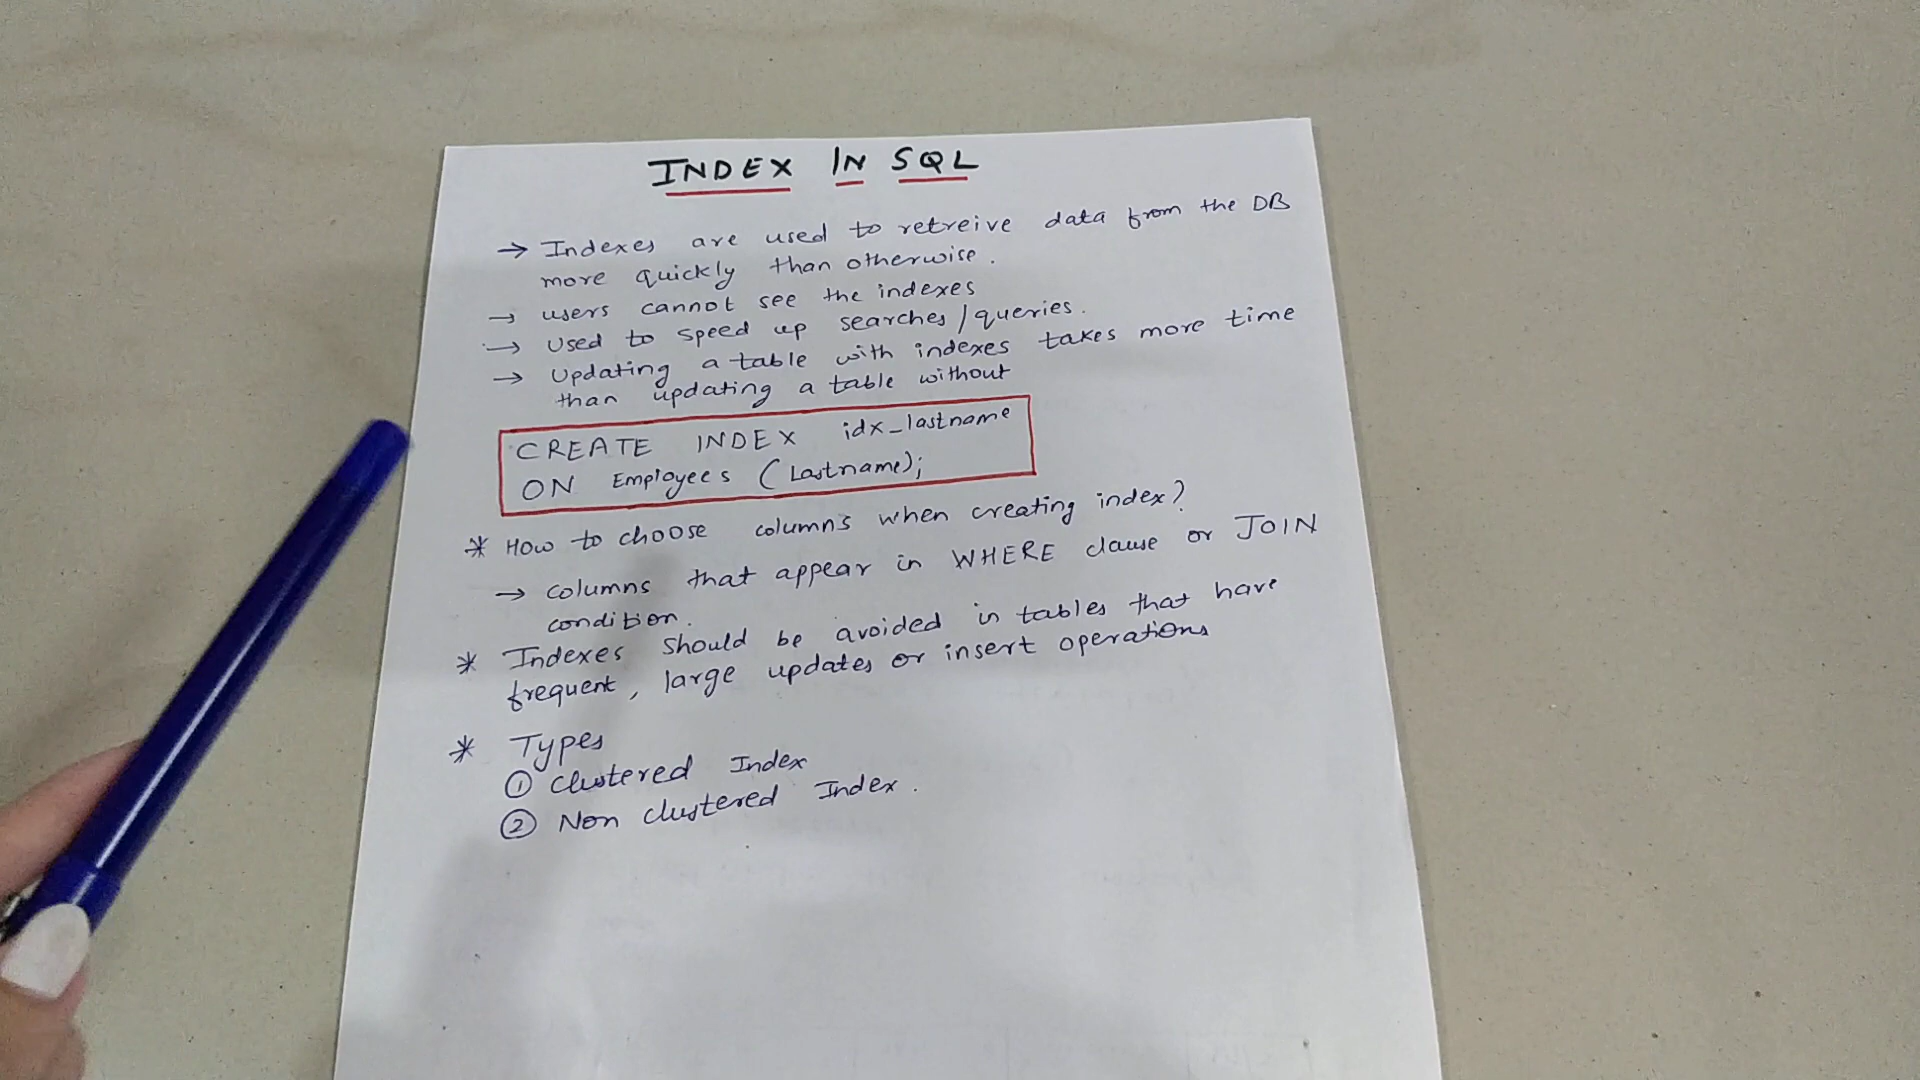 INDEX IN SQL
→ Indexes are used to retreive data from the DB
more quickly than otherwise.
→ users cannot see the indexes
→ Used to speed up searches/queries.
→ Updating a table with indexes takes more time
than updating a table without
CREATE INDEX idx_lastname
ON Employees (Lastname);
* How to choose columns when creating index?
→ columns that appear in WHERE clause or JOIN
condition.
* Indexes should be avoided in tables that have
frequent, large updates or insert operations
* Types
① Clustered Index
② Non clustered Index.